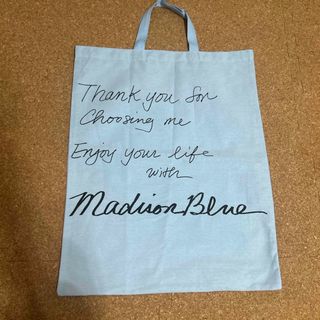 Thank you for
Choosing me
Enjoy your life
with
Madison Blue